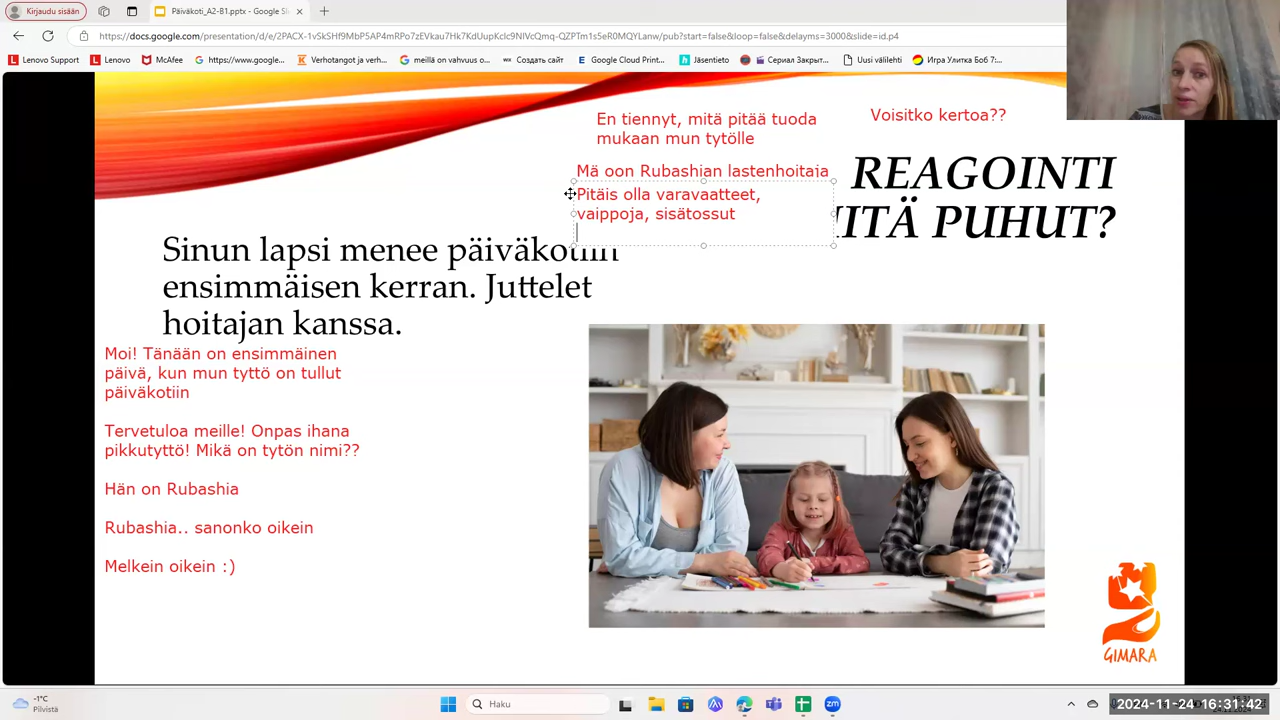 Kirjaudu sisään
Päiväkoti_A2-B1.pptx - Google Sl
https://docs.google.com/presentation/d/e/2PACX-1vSkSHf9MbP5AP4mRPo7zEVkau7Hk7KdUupKclc9NIVcQmq-QZPTm1s5eR0MQYLanw/pub?start=false&loop=false&delayms=3000&slide=id.p4
Lenovo Support
Lenovo
McAfee
https://www.google...
Verhotangot ja verh...
meillä on vahvuus o...
Создать сайт
Google Cloud Print...
Jäsentieto
Сериал Закрыт...
Uusi välilehti
Игра Улитка Боб 7:...
En tiennyt, mitä pitää tuoda
mukaan mun tytölle
Voisitko kertoa??
Mä oon Rubashian lastenhoitaja
Pitäis olla varavaatteet,
vaippoja, sisätossut
REAGOINTI
MITÄ PUHUT?
Sinun lapsi menee päiväkotiin
ensimmäisen kerran. Juttelet
hoitajan kanssa.
Moi! Tänään on ensimmäinen
päivä, kun mun tyttö on tullut
päiväkotiin
Tervetuloa meille! Onpas ihana
pikkutyttö! Mikä on tytön nimi??
Hän on Rubashia
Rubashia.. sanonko oikein
Melkein oikein :)
GIMARA
-1°C
Pilvistä
Haku
2024-11-24 16:31:42